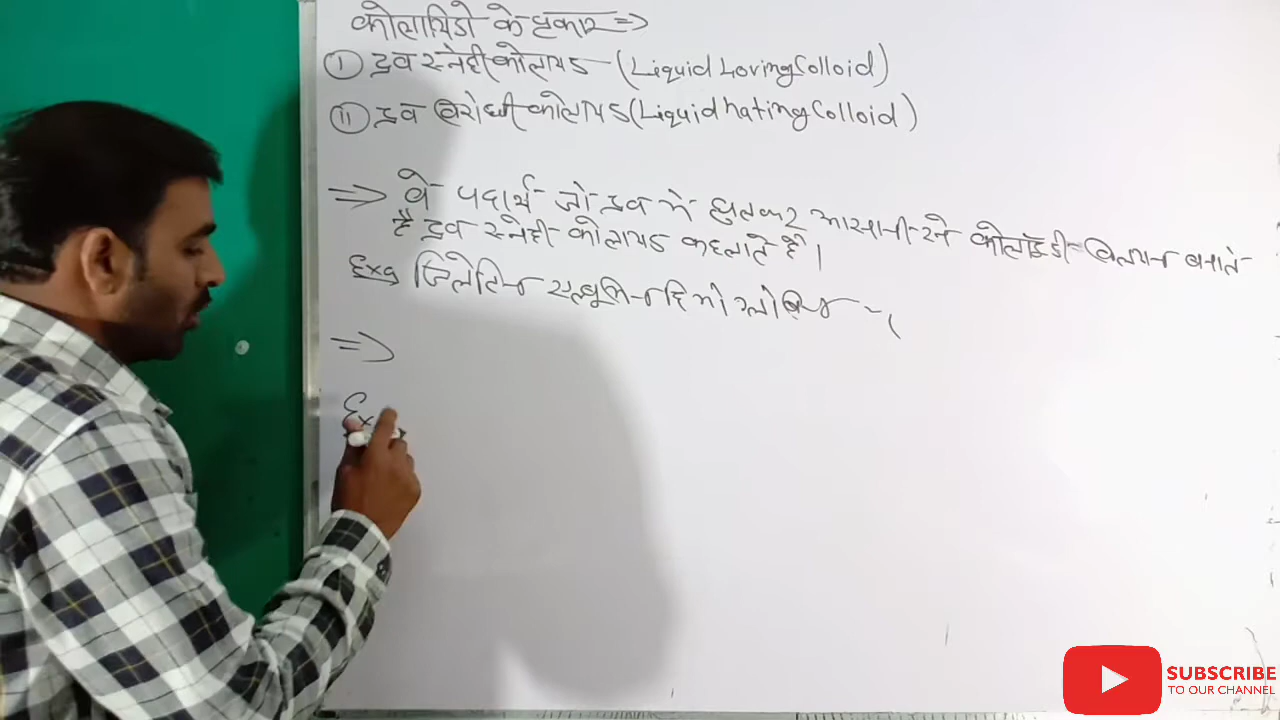 कोलायिडो के प्रकार ⇒
(I) द्रव स्नेही कोलायड - (Liquid Loving Colloid)
(II) द्रव विरोधी कोलायड (Liquid hating Colloid)
⇒ वे पदार्थ जो द्रव मे घुलकर आसानी से कोलॉइडी विलयन बनाते
है द्रव स्नेही कोलायड कहलाते है।
Exg जिलेटिन एल्बूमिन हिमोग्लोबिन
⇒
Ex
SUBSCRIBE
TO OUR CHANNEL